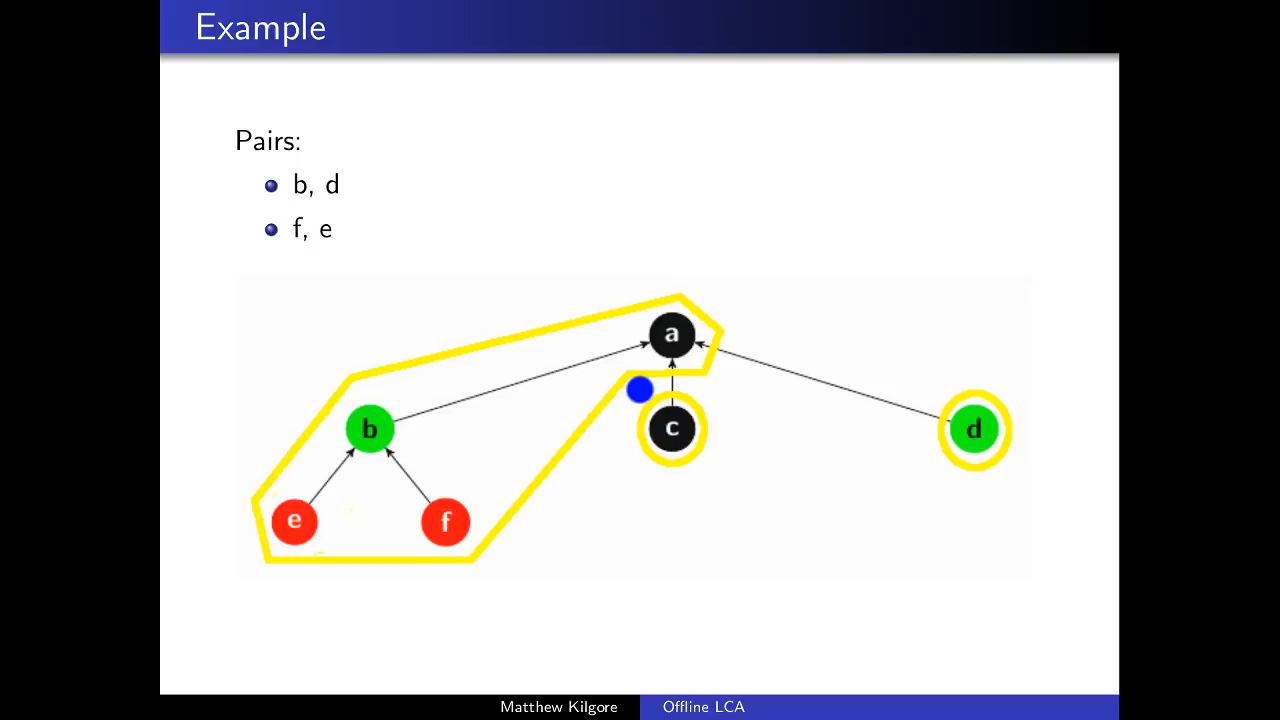 Example
Pairs:
b, d
f, e
a
b
c
d
e
f
Matthew Kilgore
Offline LCA